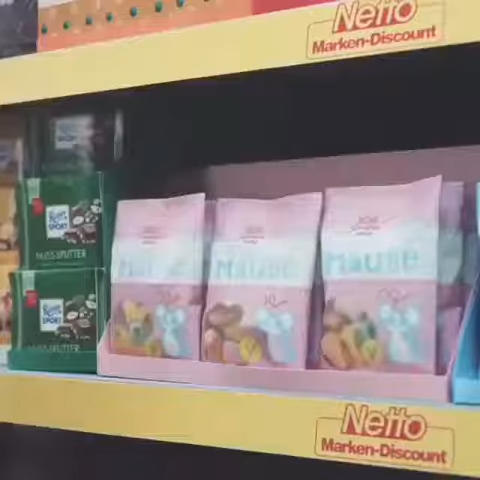 Netto
Marken-Discount
Ritter
SPORT
NUSS SPLITTER
Ritter
SPORT
NUSS SPLITTER
Mäuse
Mäuse
Mäuse
Netto
Marken-Discount